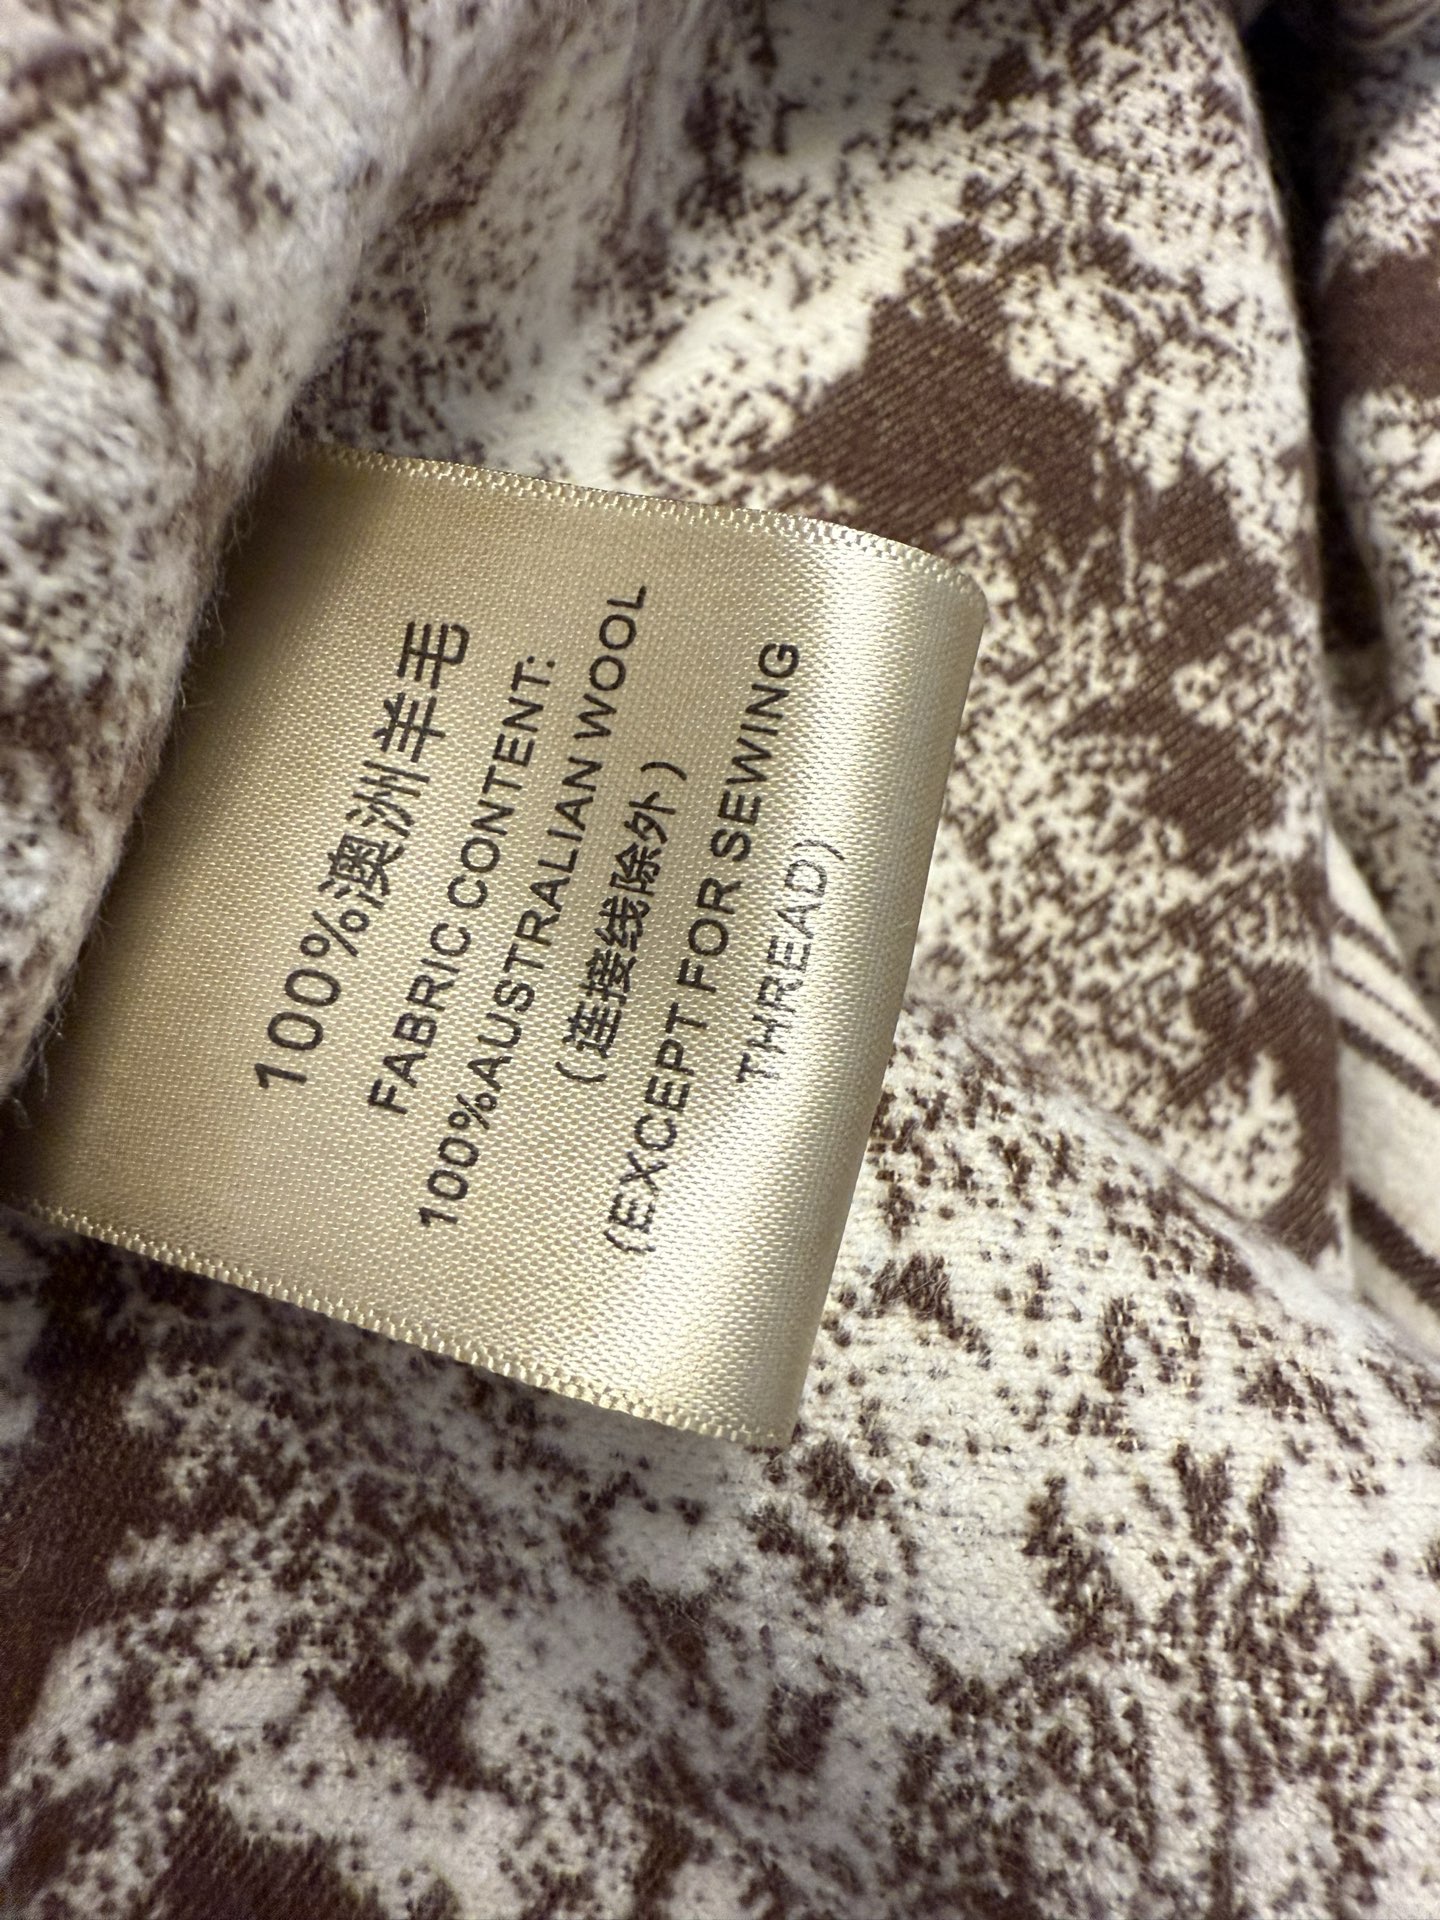 100%澳洲羊毛
FABRIC CONTENT:
100%AUSTRALIAN WOOL
（连接线除外）
(EXCEPT FOR SEWING
THREAD)